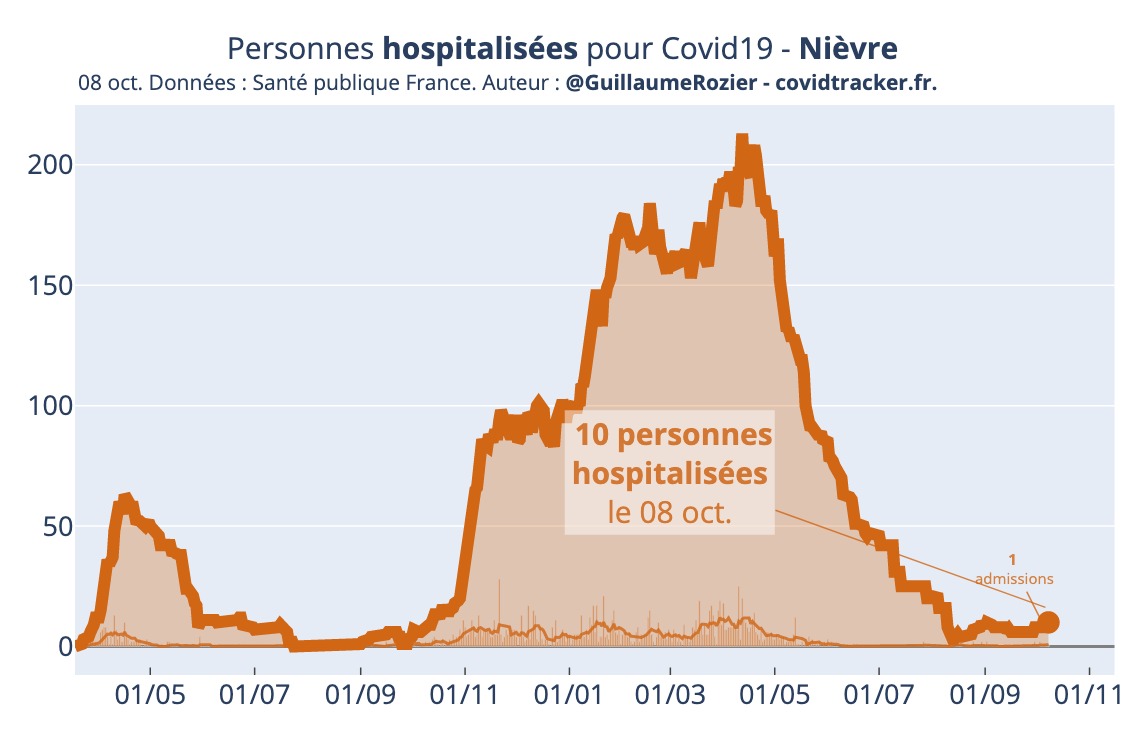 Personnes hospitalisées pour Covid19 - Nièvre
08 oct. Données : Santé publique France. Auteur : @GuillaumeRozier - covidtracker.fr.
200
150
100
50
0
10 personnes
hospitalisées
le 08 oct.
1
admissions
01/05 01/07 01/09 01/11 01/01 01/03 01/05 01/07 01/09 01/11